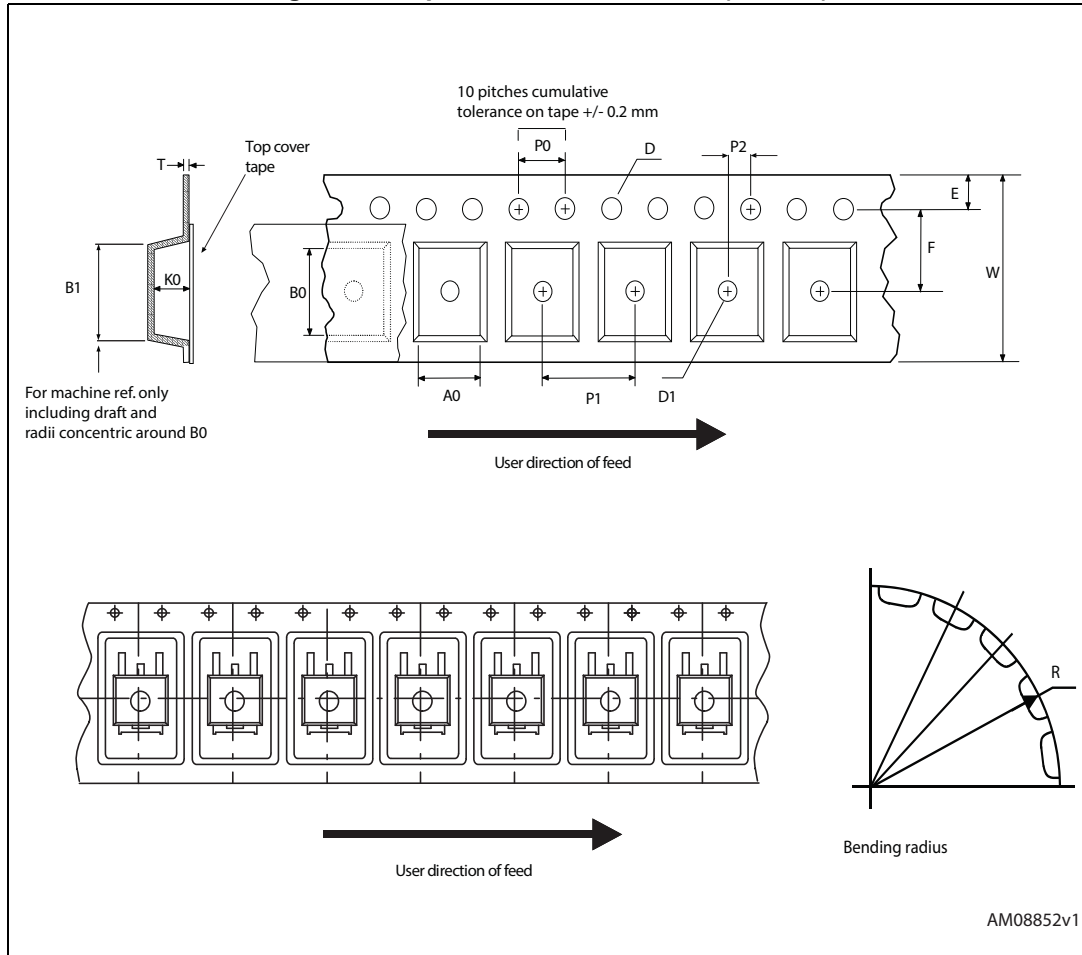 10 pitches cumulative
tolerance on tape +/- 0.2 mm
T
Top cover
tape
P0
D
P2
E
F
W
B1
K0
B0
For machine ref. only
including draft and
radii concentric around B0
A0
P1
D1
User direction of feed
R
Bending radius
User direction of feed
AM08852v1